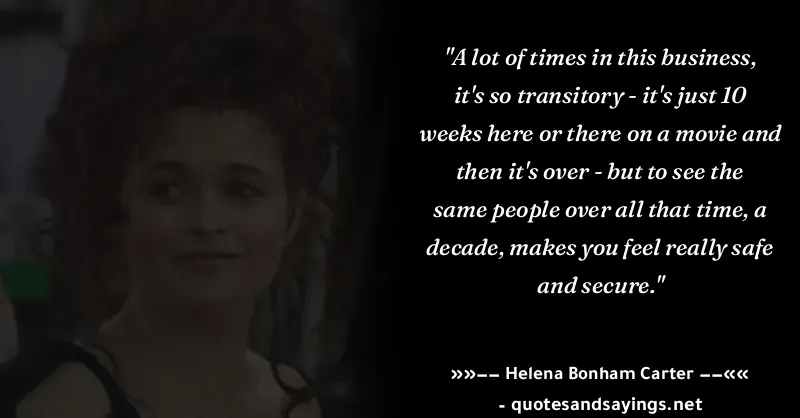 "A lot of times in this business,
it's so transitory - it's just 10
weeks here or there on a movie and
then it's over - but to see the
same people over all that time, a
decade, makes you feel really safe
and secure."
»»−− Helena Bonham Carter −−««
- quotesandsayings.net